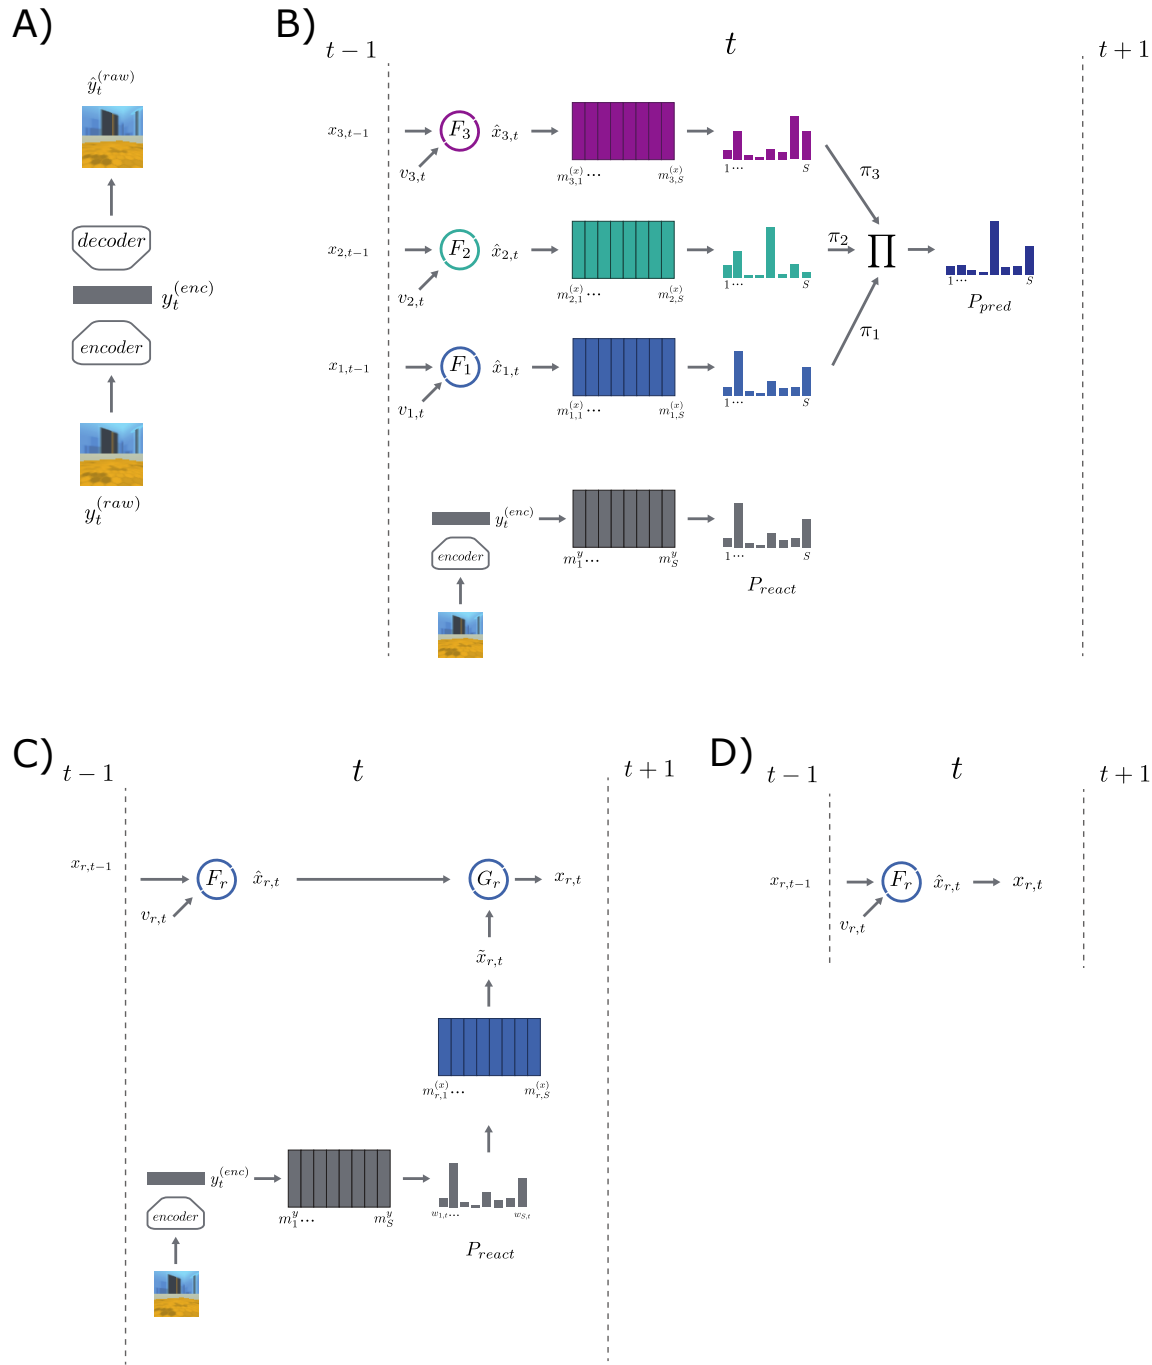 A)
ŷ_t^(raw)
decoder
y_t^(enc)
encoder
y_t^(raw)
B)
t − 1
t
t + 1
x_{3,t−1}
F_3
x̂_{3,t}
v_{3,t}
m_{3,1}^(x) ⋯ m_{3,S}^(x)
1 ⋯ S
π_3
x_{2,t−1}
F_2
x̂_{2,t}
v_{2,t}
m_{2,1}^(x) ⋯ m_{2,S}^(x)
1 ⋯ S
π_2
∏
1 ⋯ S
P_pred
x_{1,t−1}
F_1
x̂_{1,t}
v_{1,t}
m_{1,1}^(x) ⋯ m_{1,S}^(x)
1 ⋯ S
π_1
y_t^(enc)
encoder
m_1^y ⋯ m_S^y
1 ⋯ S
P_react
C)
t − 1
t
t + 1
x_{r,t−1}
F_r
x̂_{r,t}
v_{r,t}
G_r
x_{r,t}
x̃_{r,t}
m_{r,1}^(x) ⋯ m_{r,S}^(x)
y_t^(enc)
encoder
m_1^y ⋯ m_S^y
w_{1,t} ⋯ w_{S,t}
P_react
D)
t − 1
t
t + 1
x_{r,t−1}
F_r
x̂_{r,t}
x_{r,t}
v_{r,t}